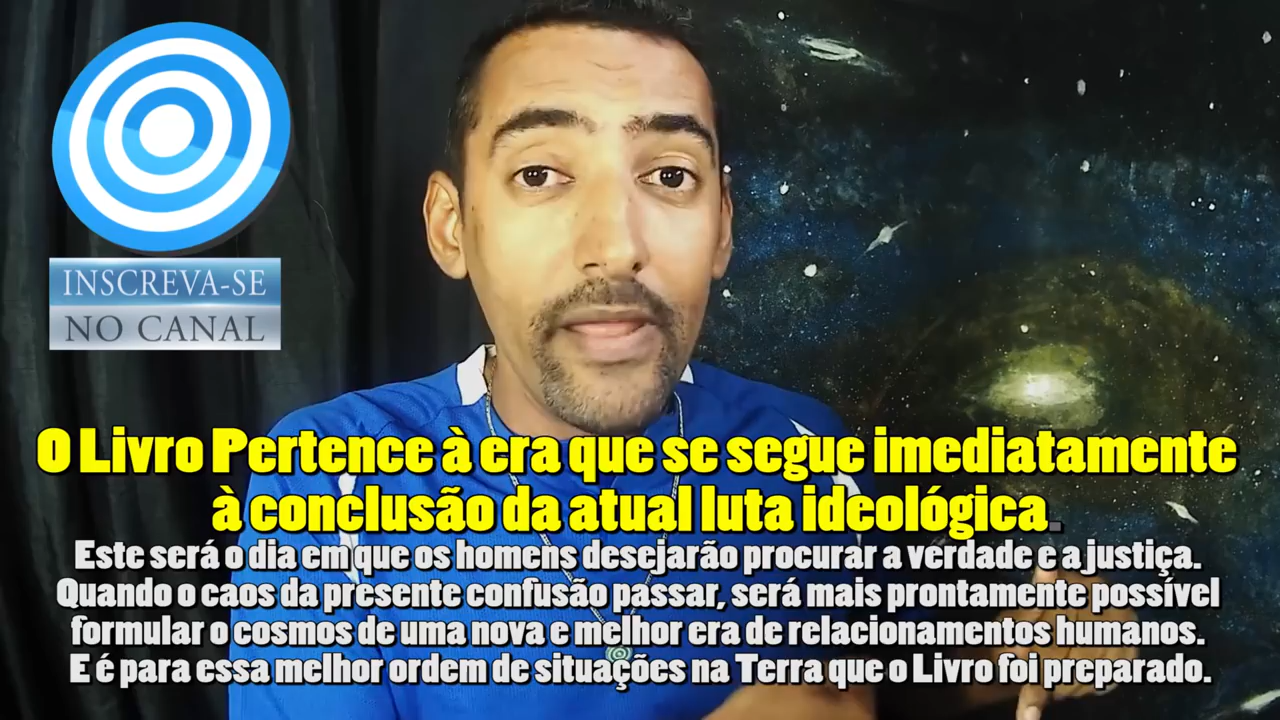 INSCREVA-SE
NO CANAL
O Livro Pertence à era que se segue imediatamente
à conclusão da atual luta ideológica.
Este será o dia em que os homens desejarão procurar a verdade e a justiça.
Quando o caos da presente confusão passar, será mais prontamente possível
formular o cosmos de uma nova e melhor era de relacionamentos humanos.
E é para essa melhor ordem de situações na Terra que o Livro foi preparado.